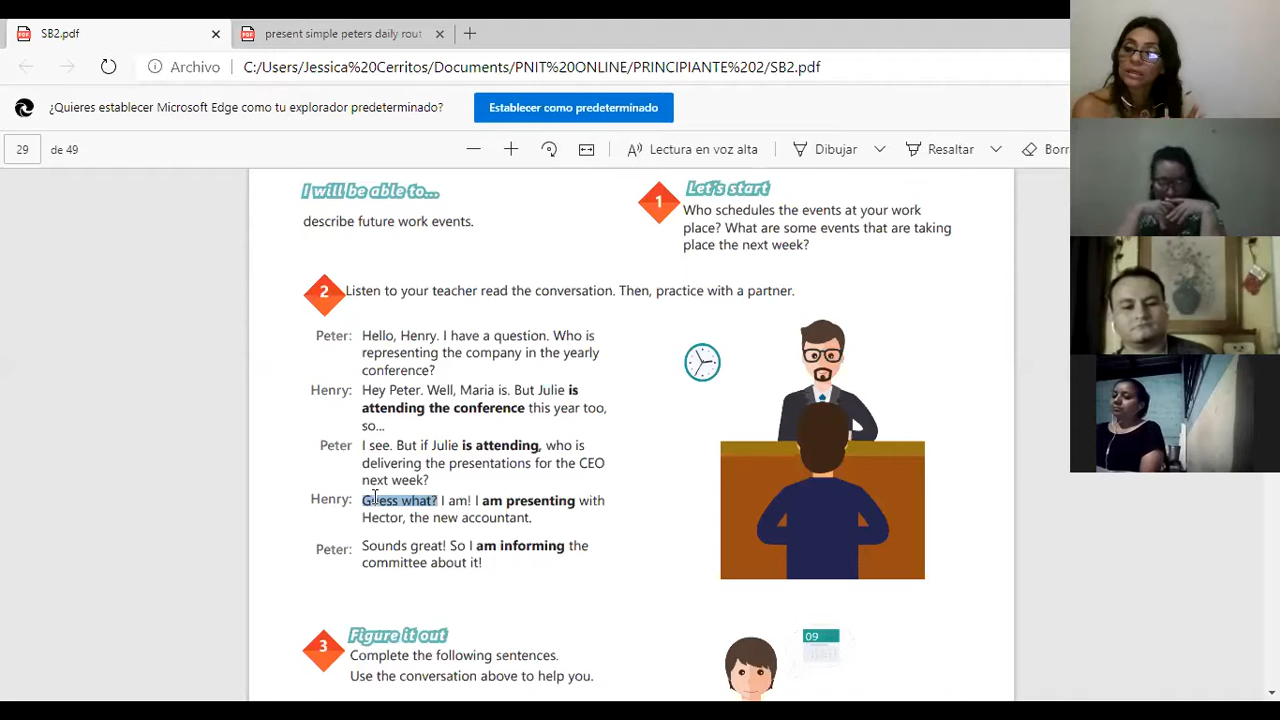 SB2.pdf
present simple peters daily rout
Archivo
C:/Users/Jessica%20Cerritos/Documents/PNIT%20ONLINE/PRINCIPIANTE%202/SB2.pdf
¿Quieres establecer Microsoft Edge como tu explorador predeterminado?
Establecer como predeterminado
29 de 49
Lectura en voz alta
Dibujar
Resaltar
Borr
I will be able to...
describe future work events.
1
Let's start
Who schedules the events at your work
place? What are some events that are taking
place the next week?
2
Listen to your teacher read the conversation. Then, practice with a partner.
Peter: Hello, Henry. I have a question. Who is
representing the company in the yearly
conference?
Henry: Hey Peter. Well, Maria is. But Julie is
attending the conference this year too,
so...
Peter I see. But if Julie is attending, who is
delivering the presentations for the CEO
next week?
Henry: Guess what? I am! I am presenting with
Hector, the new accountant.
Peter: Sounds great! So I am informing the
committee about it!
3
Figure it out
Complete the following sentences.
Use the conversation above to help you.
09